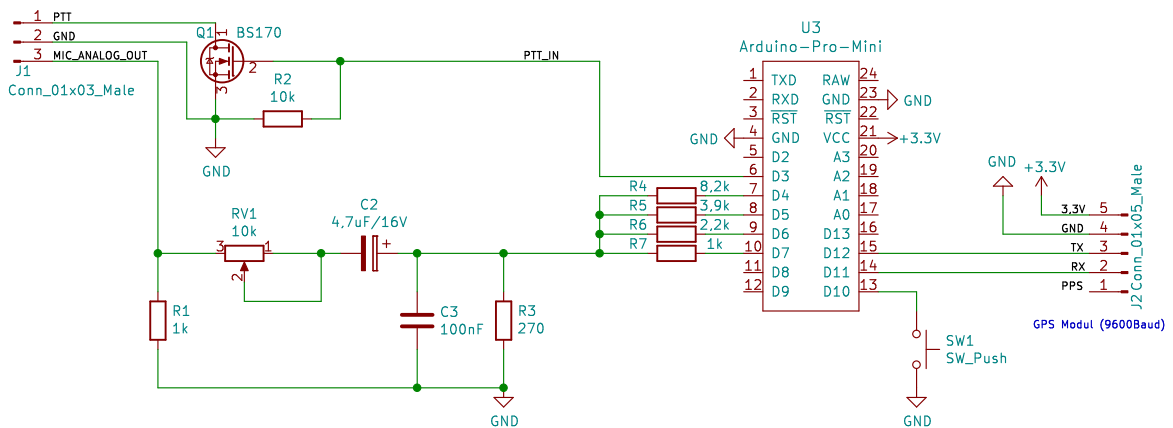 1 PTT
2 GND
3 MIC_ANALOG_OUT
J1
Conn_01x03_Male
Q1
BS170
1
2
3
R2
10k
GND
PTT_IN
U3
Arduino-Pro-Mini
1 TXD
2 RXD
3 RST
4 GND
5 D2
6 D3
7 D4
8 D5
9 D6
10 D7
11 D8
12 D9
RAW 24
GND 23
RST 22
VCC 21
A3 20
A2 19
A1 18
A0 17
D13 16
D12 15
D11 14
D10 13
GND
GND
+3.3V
R4 8,2k
R5 3,9k
R6 2,2k
R7 1k
RV1
10k
3
1
2
C2
4,7uF/16V
+
R1
1k
C3
100nF
R3
270
GND
GND
+3.3V
3,3V 5
GND 4
TX 3
RX 2
PPS 1
J2
Conn_01x05_Male
GPS Modul (9600Baud)
SW1
SW_Push
GND